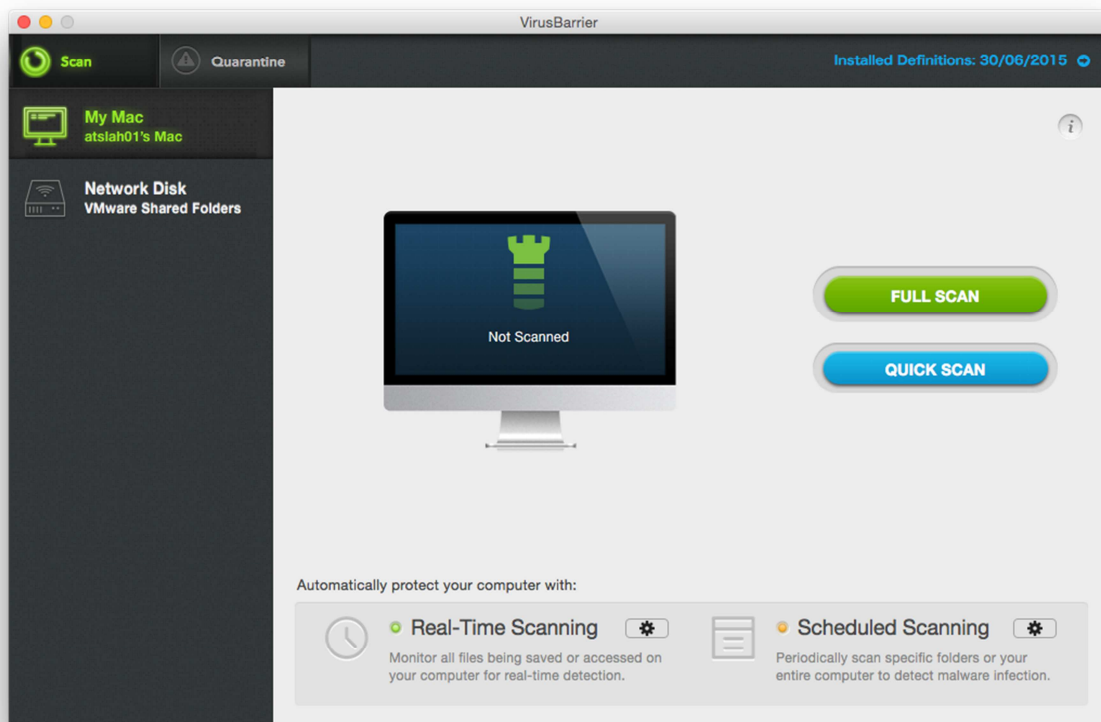 VirusBarrier
Scan
Quarantine
Installed Definitions: 30/06/2015
My Mac
atslah01's Mac
Network Disk
VMware Shared Folders
Not Scanned
FULL SCAN
QUICK SCAN
Automatically protect your computer with:
Real-Time Scanning
Monitor all files being saved or accessed on
your computer for real-time detection.
Scheduled Scanning
Periodically scan specific folders or your
entire computer to detect malware infection.